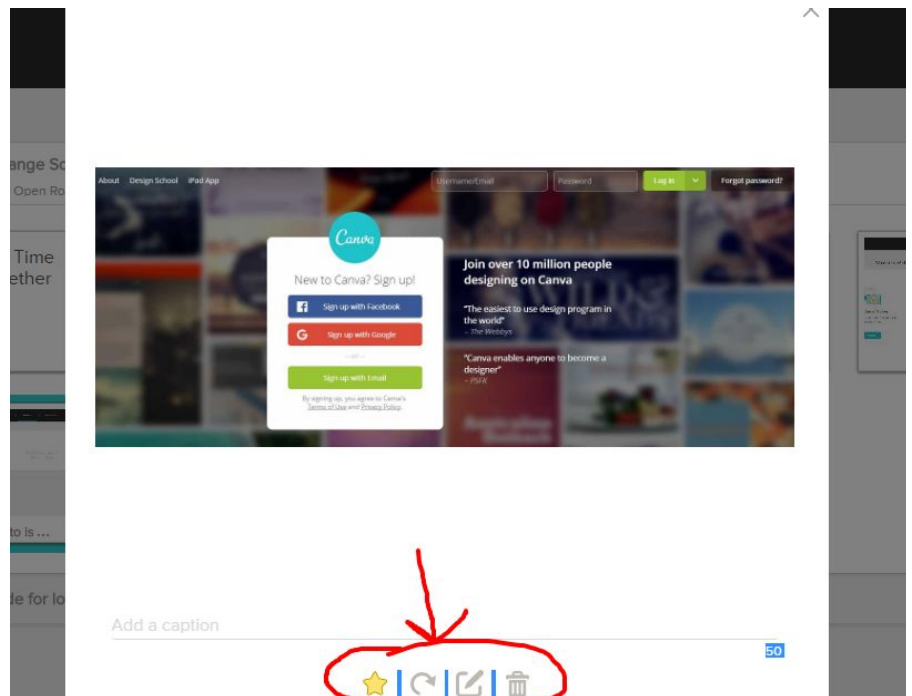 ange Sc
Open Ro
Time
ether
to is ...
de for lo
About Design School iPad App
Username/Email Password Log in Forgot password?
Canva
New to Canva? Sign up!
Sign up with Facebook
G Sign up with Google
or
Sign up with Email
By signing up, you agree to Canva's
Terms of Use and Privacy Policy.
Join over 10 million people
designing on Canva
"The easiest to use design program in
the world"
- The Webbys
"Canva enables anyone to become a
designer"
- PSFK
Add a caption
50